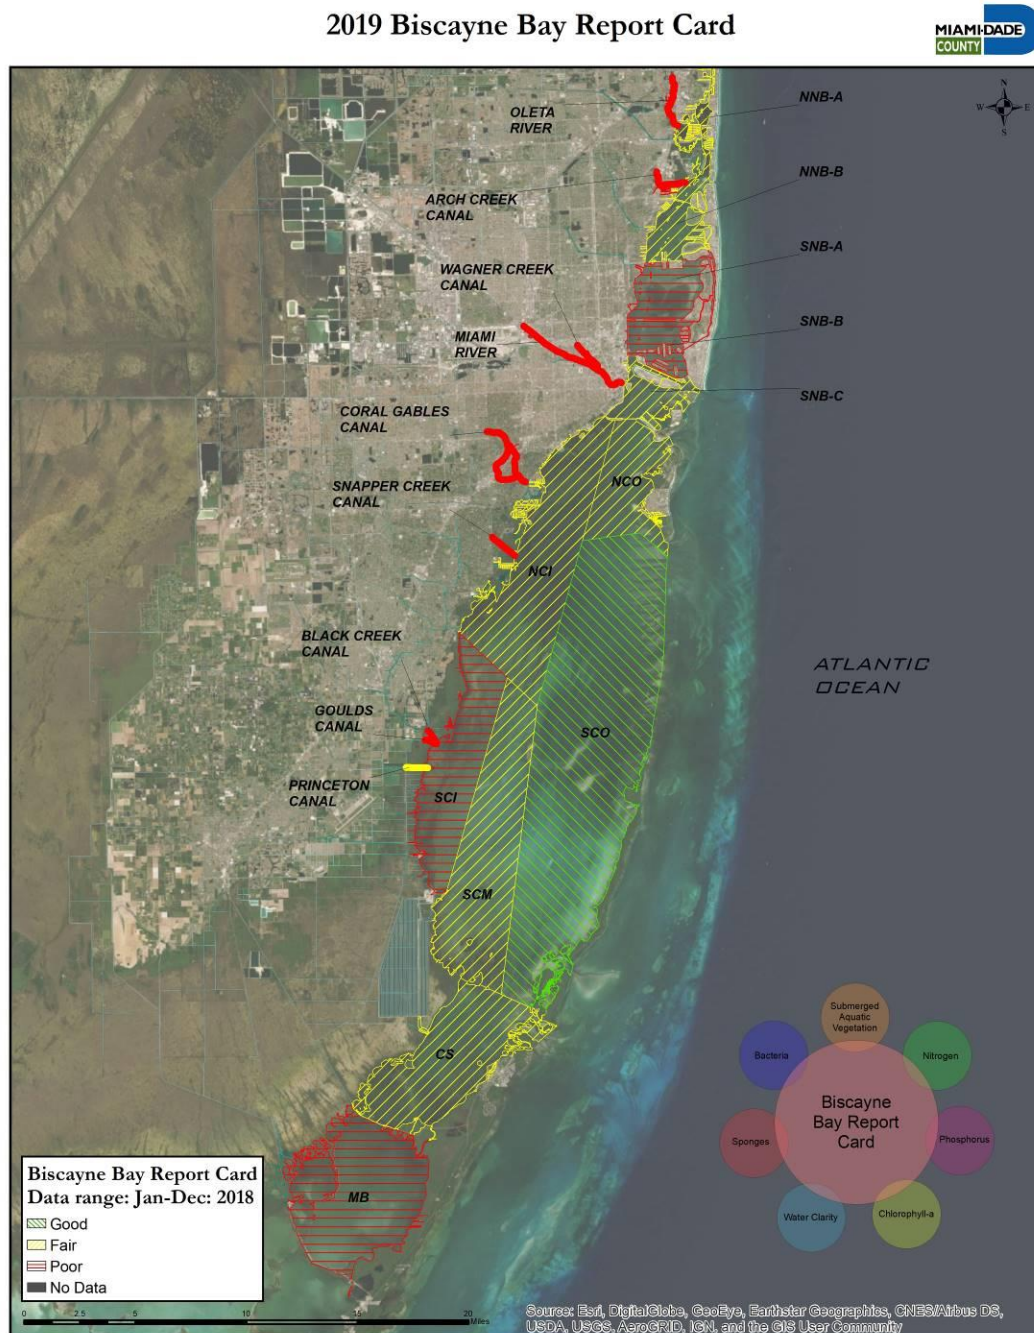 2019 Biscayne Bay Report Card
MIAMI-DADE
COUNTY
N
W
E
S
OLETA
RIVER
NNB-A
NNB-B
ARCH CREEK
CANAL
SNB-A
WAGNER CREEK
CANAL
SNB-B
MIAMI
RIVER
SNB-C
CORAL GABLES
CANAL
SNAPPER CREEK
CANAL
NCO
NCI
BLACK CREEK
CANAL
ATLANTIC
OCEAN
GOULDS
CANAL
SCO
PRINCETON
CANAL
SCI
SCM
CS
MB
Submerged
Aquatic
Vegetation
Bacteria
Nitrogen
Biscayne
Bay Report
Card
Sponges
Phosphorus
Water Clarity
Chlorophyll-a
Biscayne Bay Report Card
Data range: Jan-Dec: 2018
Good
Fair
Poor
No Data
0 5 10 15 20
Miles
Source: Esri, DigitalGlobe, GeoEye, Earthstar Geographics, CNES/Airbus DS,
USDA, USGS, AeroGRID, IGN, and the GIS User Community